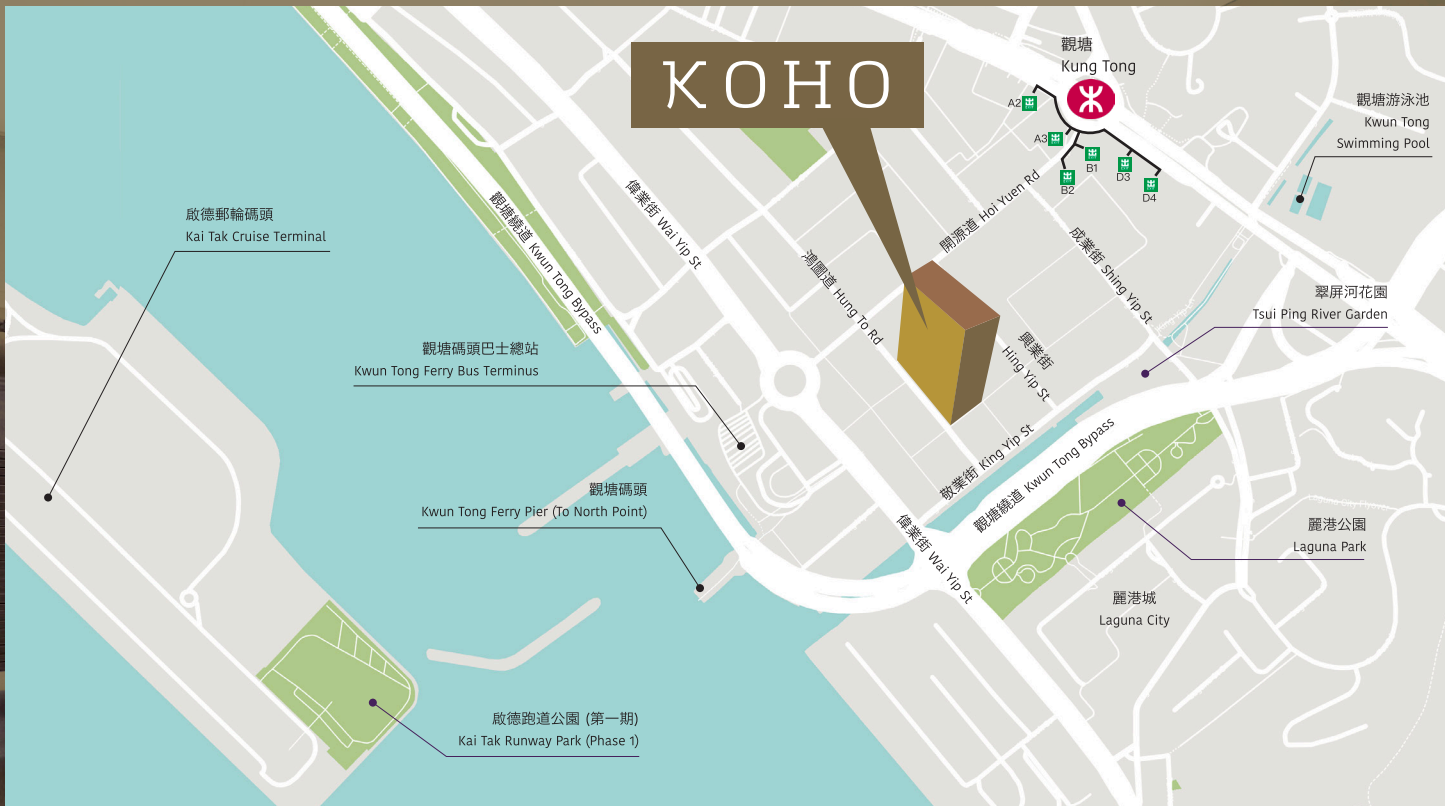 KOHO
觀塘
Kung Tong
A2
A3
B1
B2
D3
D4
觀塘游泳池
Kwun Tong
Swimming Pool
啟德郵輪碼頭
Kai Tak Cruise Terminal
觀塘繞道 Kwun Tong Bypass
偉業街 Wai Yip St
鴻圖道 Hung To Rd
開源道 Hoi Yuen Rd
成業街 Shing Yip St
翠屏河花園
Tsui Ping River Garden
興業街
Hing Yip St
觀塘碼頭巴士總站
Kwun Tong Ferry Bus Terminus
敬業街 King Yip St
觀塘繞道 Kwun Tong Bypass
觀塘碼頭
Kwun Tong Ferry Pier (To North Point)
偉業街 Wai Yip St
麗港公園
Laguna Park
麗港城
Laguna City
啟德跑道公園 (第一期)
Kai Tak Runway Park (Phase 1)